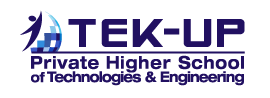 TEK-UP
Private Higher School
of Technologies & Engineering